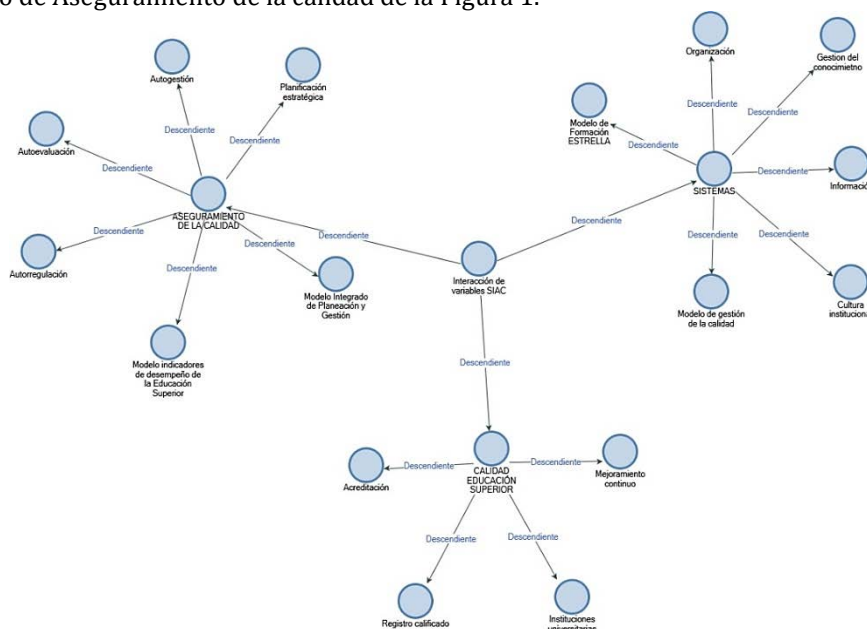 o de Aseguramiento de la calidad de la Figura 1.
Autogestión
Planificación
estratégica
Autoevaluación
Descendiente
Descendiente
Descendiente
ASEGURAMIENTO
DE LA CALIDAD
Autorregulación
Descendiente
Descendiente
Descendiente
Modelo Integrado
de Planeación y
Gestión
Modelo indicadores
de desempeño de
la Educación
Superior
Descendiente
Interacción de
variables SIAC
Descendiente
Organización
Gestion del
conocimietno
Modelo de
Formación
ESTRELLA
Descendiente
Descendiente
Descendiente
SISTEMAS
Descendiente
Informació
Descendiente
Descendiente
Modelo de gestión
de la calidad
Cultura
instituciona
Descendiente
CALIDAD
EDUCACIÓN
SUPERIOR
Descendiente
Acreditación
Descendiente
Mejoramiento
continuo
Descendiente
Descendiente
Registro calificado
Instituciones
universitarias